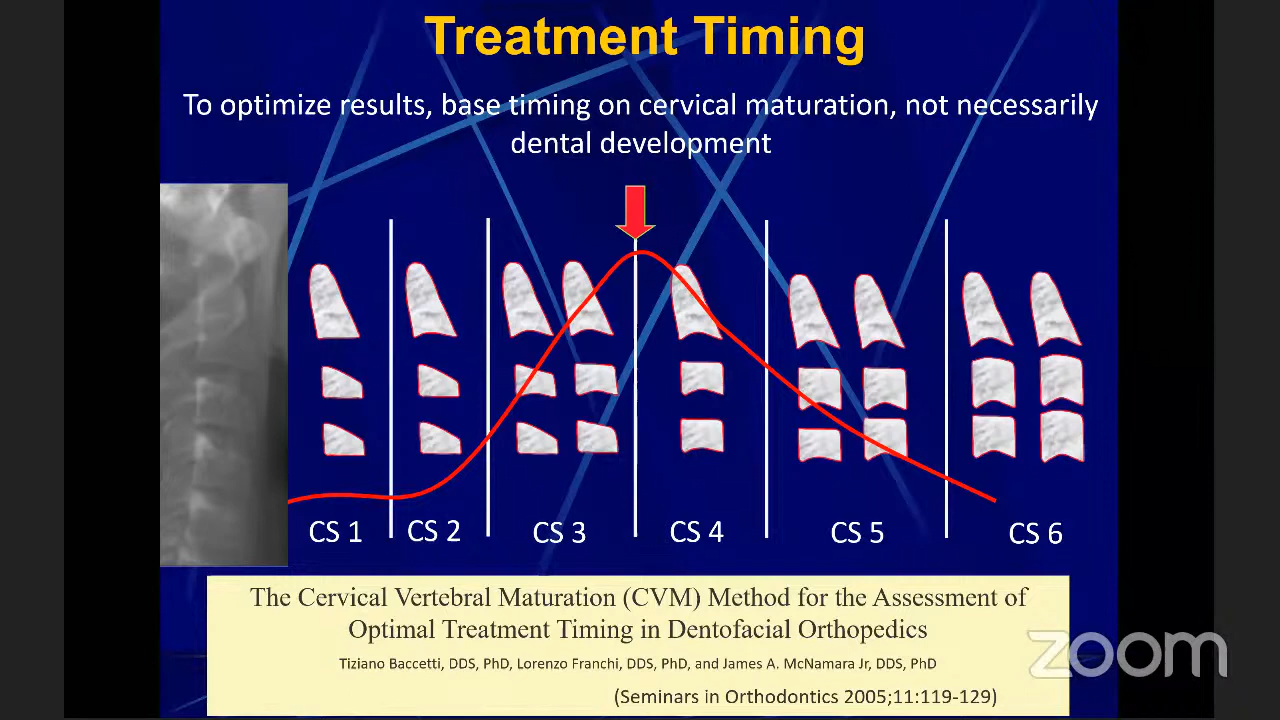 Treatment Timing
To optimize results, base timing on cervical maturation, not necessarily
dental development
CS 1
CS 2
CS 3
CS 4
CS 5
CS 6
The Cervical Vertebral Maturation (CVM) Method for the Assessment of
Optimal Treatment Timing in Dentofacial Orthopedics
Tiziano Baccetti, DDS, PhD, Lorenzo Franchi, DDS, PhD, and James A. McNamara Jr, DDS, PhD
(Seminars in Orthodontics 2005;11:119-129)
zoom